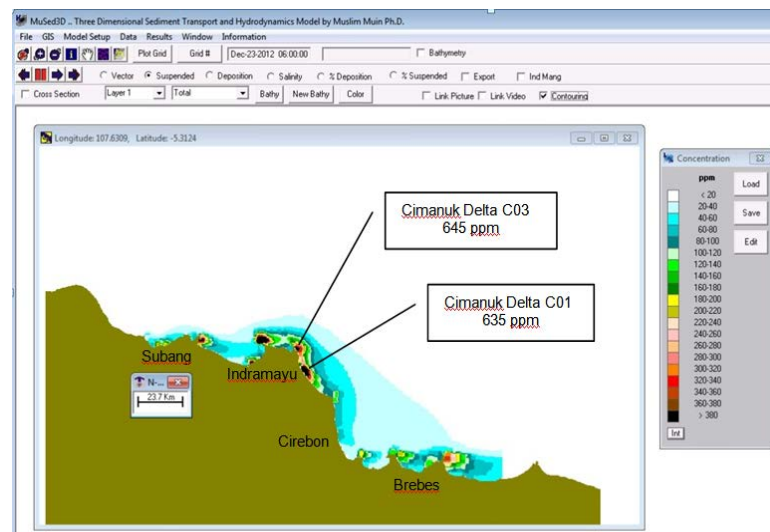 MuSed3D .. Three Dimensional Sediment Transport and Hydrodynamics Model by Muslim Muin Ph.D.
File GIS Model Setup Data Results Window Information
Plot Grid Grid # Dec-23-2012 06:00:00 Bathymetry
Vector Suspended Deposition Salinity % Deposition % Suspended Export Ind Mang
Cross Section Layer 1 Total Bathy New Bathy Color Link Picture Link Video Contouring
Longitude: 107.6309, Latitude: -5.3124
Cimanuk Delta C03
645 ppm
Cimanuk Delta C01
635 ppm
Subang
Indramayu
N-...
23.7 Km
Cirebon
Brebes
Concentration
ppm
< 20
20-40
40-60
60-80
80-100
100-120
120-140
140-160
160-180
180-200
200-220
220-240
240-260
260-280
280-300
300-320
320-340
340-360
360-380
> 380
Load
Save
Edit
Int